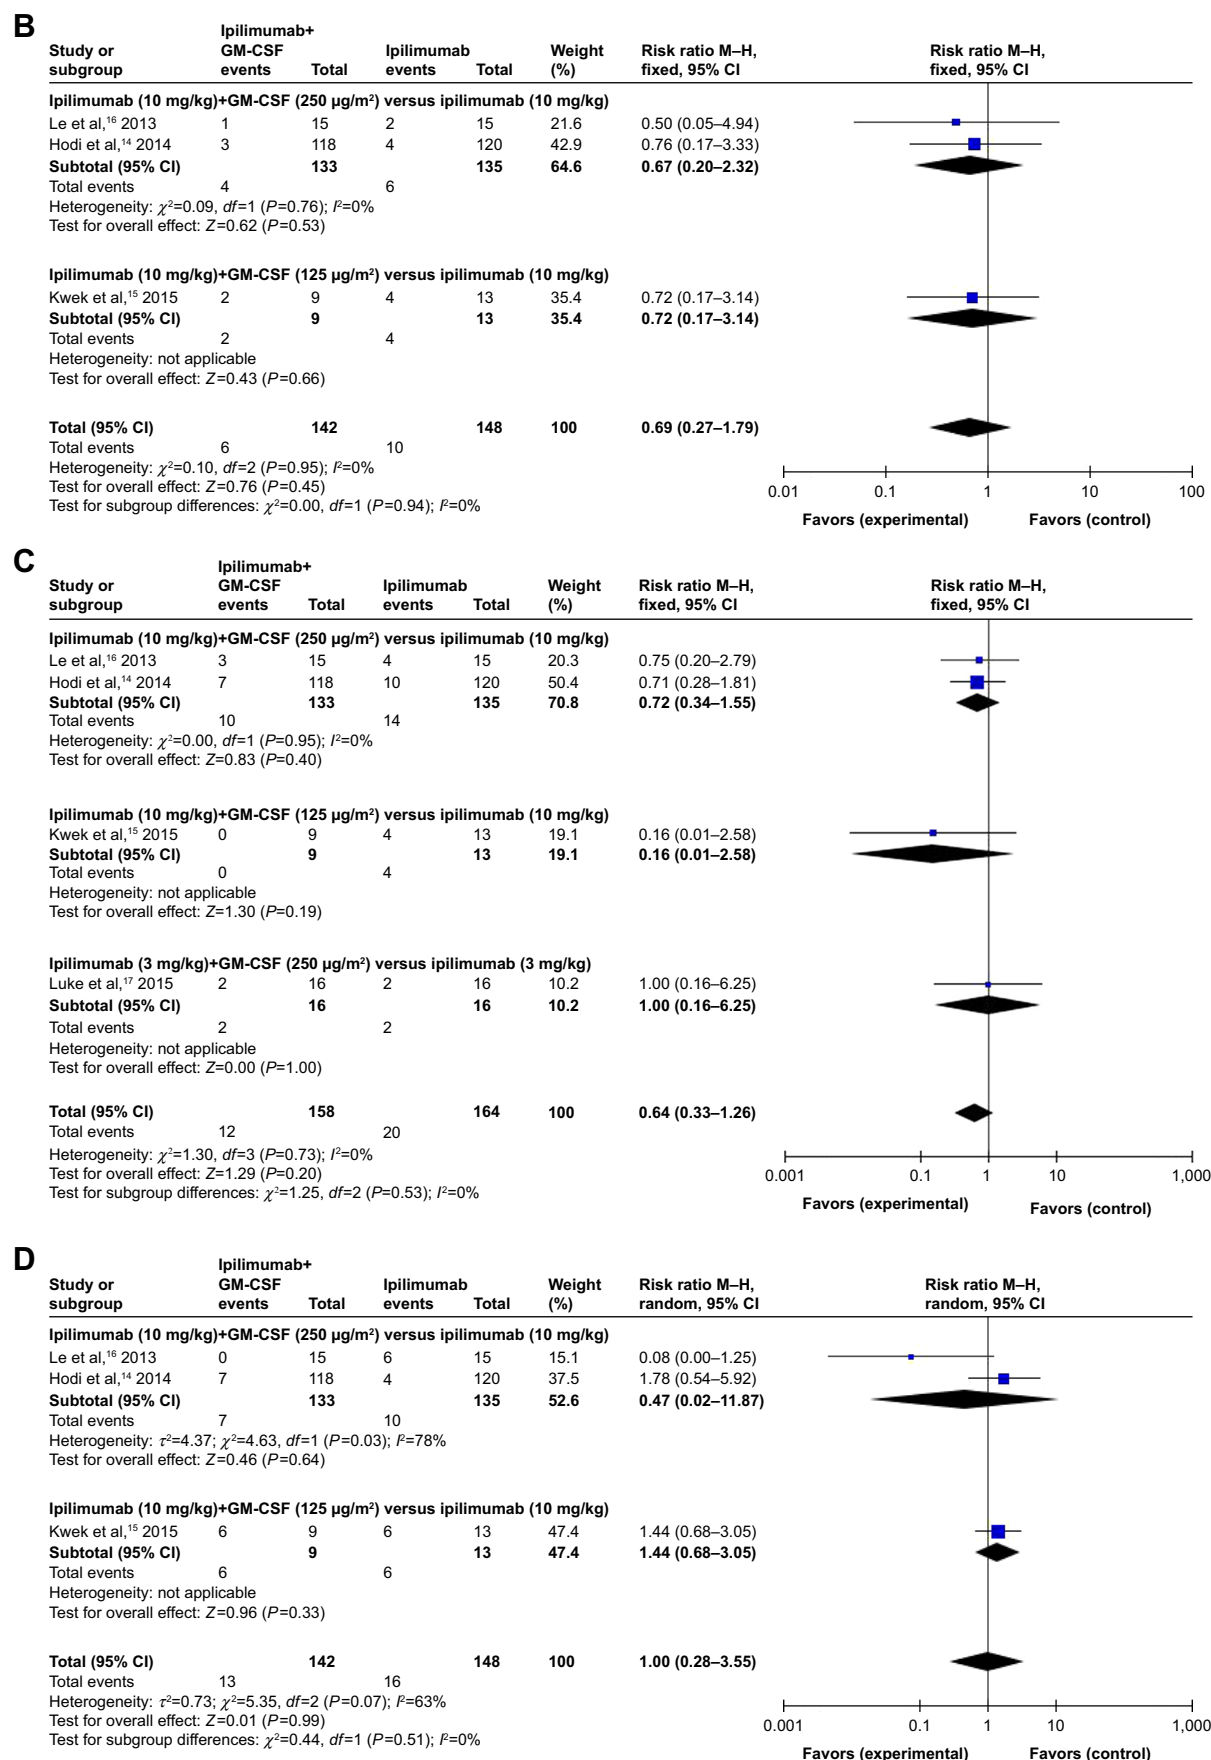 B
Ipilimumab+
Study or GM-CSF Ipilimumab Weight Risk ratio M–H, Risk ratio M–H,
subgroup events Total events Total (%) fixed, 95% CI fixed, 95% CI
Ipilimumab (10 mg/kg)+GM-CSF (250 µg/m²) versus ipilimumab (10 mg/kg)
Le et al,¹⁶ 2013 1 15 2 15 21.6 0.50 (0.05–4.94)
Hodi et al,¹⁴ 2014 3 118 4 120 42.9 0.76 (0.17–3.33)
Subtotal (95% CI) 133 135 64.6 0.67 (0.20–2.32)
Total events 4 6
Heterogeneity: χ²=0.09, df=1 (P=0.76); I²=0%
Test for overall effect: Z=0.62 (P=0.53)
Ipilimumab (10 mg/kg)+GM-CSF (125 µg/m²) versus ipilimumab (10 mg/kg)
Kwek et al,¹⁵ 2015 2 9 4 13 35.4 0.72 (0.17–3.14)
Subtotal (95% CI) 9 13 35.4 0.72 (0.17–3.14)
Total events 2 4
Heterogeneity: not applicable
Test for overall effect: Z=0.43 (P=0.66)
Total (95% CI) 142 148 100 0.69 (0.27–1.79)
Total events 6 10
Heterogeneity: χ²=0.10, df=2 (P=0.95); I²=0%
Test for overall effect: Z=0.76 (P=0.45)
Test for subgroup differences: χ²=0.00, df=1 (P=0.94); I²=0%
0.01 0.1 1 10 100
Favors (experimental) Favors (control)
C
Ipilimumab+
Study or GM-CSF Ipilimumab Weight Risk ratio M–H, Risk ratio M–H,
subgroup events Total events Total (%) fixed, 95% CI fixed, 95% CI
Ipilimumab (10 mg/kg)+GM-CSF (250 µg/m²) versus ipilimumab (10 mg/kg)
Le et al,¹⁶ 2013 3 15 4 15 20.3 0.75 (0.20–2.79)
Hodi et al,¹⁴ 2014 7 118 10 120 50.4 0.71 (0.28–1.81)
Subtotal (95% CI) 133 135 70.8 0.72 (0.34–1.55)
Total events 10 14
Heterogeneity: χ²=0.00, df=1 (P=0.95); I²=0%
Test for overall effect: Z=0.83 (P=0.40)
Ipilimumab (10 mg/kg)+GM-CSF (125 µg/m²) versus ipilimumab (10 mg/kg)
Kwek et al,¹⁵ 2015 0 9 4 13 19.1 0.16 (0.01–2.58)
Subtotal (95% CI) 9 13 19.1 0.16 (0.01–2.58)
Total events 0 4
Heterogeneity: not applicable
Test for overall effect: Z=1.30 (P=0.19)
Ipilimumab (3 mg/kg)+GM-CSF (250 µg/m²) versus ipilimumab (3 mg/kg)
Luke et al,¹⁷ 2015 2 16 2 16 10.2 1.00 (0.16–6.25)
Subtotal (95% CI) 16 16 10.2 1.00 (0.16–6.25)
Total events 2 2
Heterogeneity: not applicable
Test for overall effect: Z=0.00 (P=1.00)
Total (95% CI) 158 164 100 0.64 (0.33–1.26)
Total events 12 20
Heterogeneity: χ²=1.30, df=3 (P=0.73); I²=0%
Test for overall effect: Z=1.29 (P=0.20)
Test for subgroup differences: χ²=1.25, df=2 (P=0.53); I²=0%
0.001 0.1 1 10 1,000
Favors (experimental) Favors (control)
D
Ipilimumab+
Study or GM-CSF Ipilimumab Weight Risk ratio M–H, Risk ratio M–H,
subgroup events Total events Total (%) random, 95% CI random, 95% CI
Ipilimumab (10 mg/kg)+GM-CSF (250 µg/m²) versus ipilimumab (10 mg/kg)
Le et al,¹⁶ 2013 0 15 6 15 15.1 0.08 (0.00–1.25)
Hodi et al,¹⁴ 2014 7 118 4 120 37.5 1.78 (0.54–5.92)
Subtotal (95% CI) 133 135 52.6 0.47 (0.02–11.87)
Total events 7 10
Heterogeneity: τ²=4.37; χ²=4.63, df=1 (P=0.03); I²=78%
Test for overall effect: Z=0.46 (P=0.64)
Ipilimumab (10 mg/kg)+GM-CSF (125 µg/m²) versus ipilimumab (10 mg/kg)
Kwek et al,¹⁵ 2015 6 9 6 13 47.4 1.44 (0.68–3.05)
Subtotal (95% CI) 9 13 47.4 1.44 (0.68–3.05)
Total events 6 6
Heterogeneity: not applicable
Test for overall effect: Z=0.96 (P=0.33)
Total (95% CI) 142 148 100 1.00 (0.28–3.55)
Total events 13 16
Heterogeneity: τ²=0.73; χ²=5.35, df=2 (P=0.07); I²=63%
Test for overall effect: Z=0.01 (P=0.99)
Test for subgroup differences: χ²=0.44, df=1 (P=0.51); I²=0%
0.001 0.1 1 10 1,000
Favors (experimental) Favors (control)